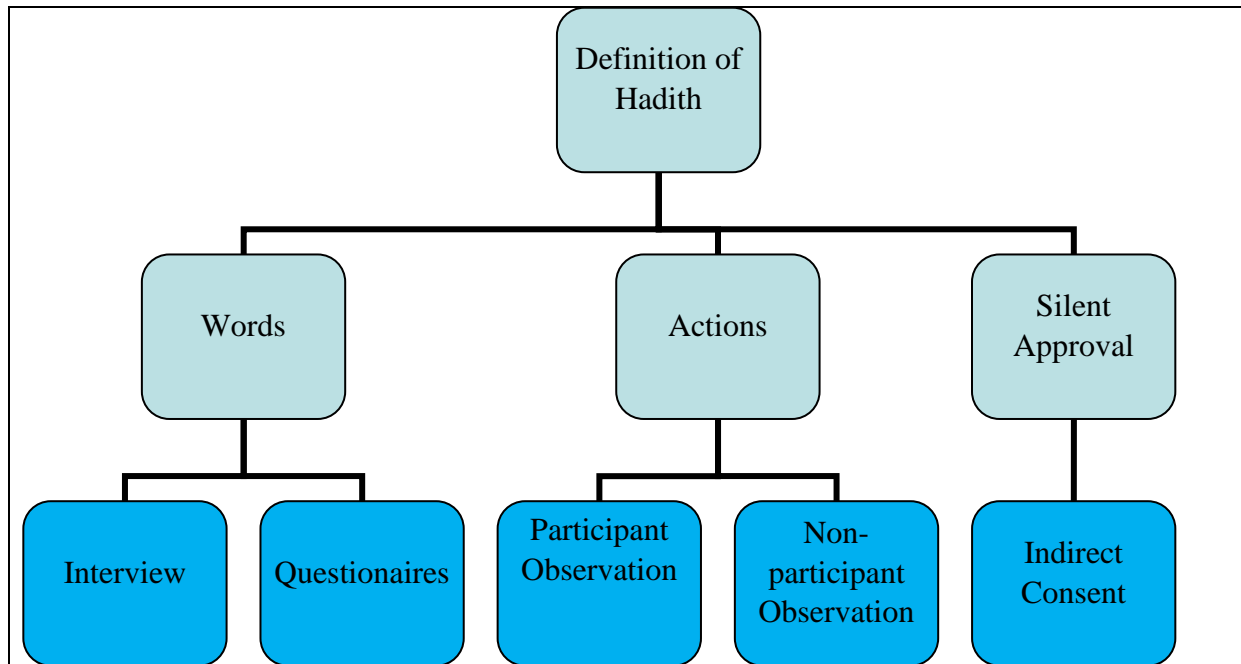 Definition of
Hadith
Words
Actions
Silent
Approval
Interview
Questionaires
Participant
Observation
Non-
participant
Observation
Indirect
Consent